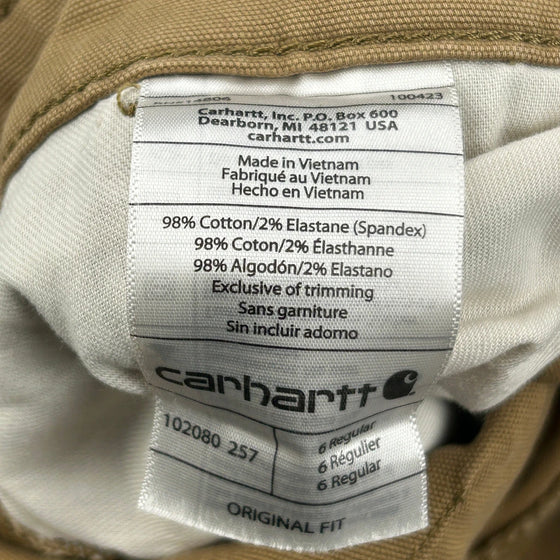 100423
Carhartt, Inc. P.O. Box 600
Dearborn, MI 48121 USA
carhartt.com
Made in Vietnam
Fabriqué au Vietnam
Hecho en Vietnam
98% Cotton/2% Elastane (Spandex)
98% Coton/2% Élasthanne
98% Algodón/2% Elastano
Exclusive of trimming
Sans garniture
Sin incluir adorno
carhartt
102080 257
6 Regular
6 Régulier
6 Regular
ORIGINAL FIT